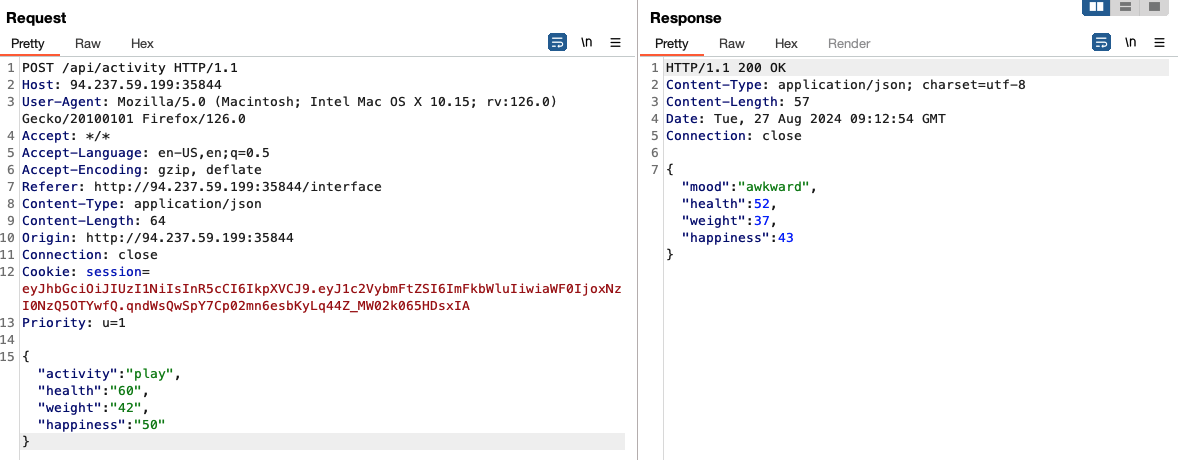 Request
Pretty Raw Hex \n
1 POST /api/activity HTTP/1.1
2 Host: 94.237.59.199:35844
3 User-Agent: Mozilla/5.0 (Macintosh; Intel Mac OS X 10.15; rv:126.0)
Gecko/20100101 Firefox/126.0
4 Accept: */*
5 Accept-Language: en-US,en;q=0.5
6 Accept-Encoding: gzip, deflate
7 Referer: http://94.237.59.199:35844/interface
8 Content-Type: application/json
9 Content-Length: 64
10 Origin: http://94.237.59.199:35844
11 Connection: close
12 Cookie: session=
eyJhbGciOiJIUzI1NiIsInR5cCI6IkpXVCJ9.eyJ1c2VybmFtZSI6ImFkbWluIiwiaWF0IjoxNz
I0NzQ5OTYwfQ.qndWsQwSpY7Cp02mn6esbKyLq44Z_MW02k065HDsxIA
13 Priority: u=1
14
15 {
"activity":"play",
"health":"60",
"weight":"42",
"happiness":"50"
}
Response
Pretty Raw Hex Render \n
1 HTTP/1.1 200 OK
2 Content-Type: application/json; charset=utf-8
3 Content-Length: 57
4 Date: Tue, 27 Aug 2024 09:12:54 GMT
5 Connection: close
6
7 {
"mood":"awkward",
"health":52,
"weight":37,
"happiness":43
}